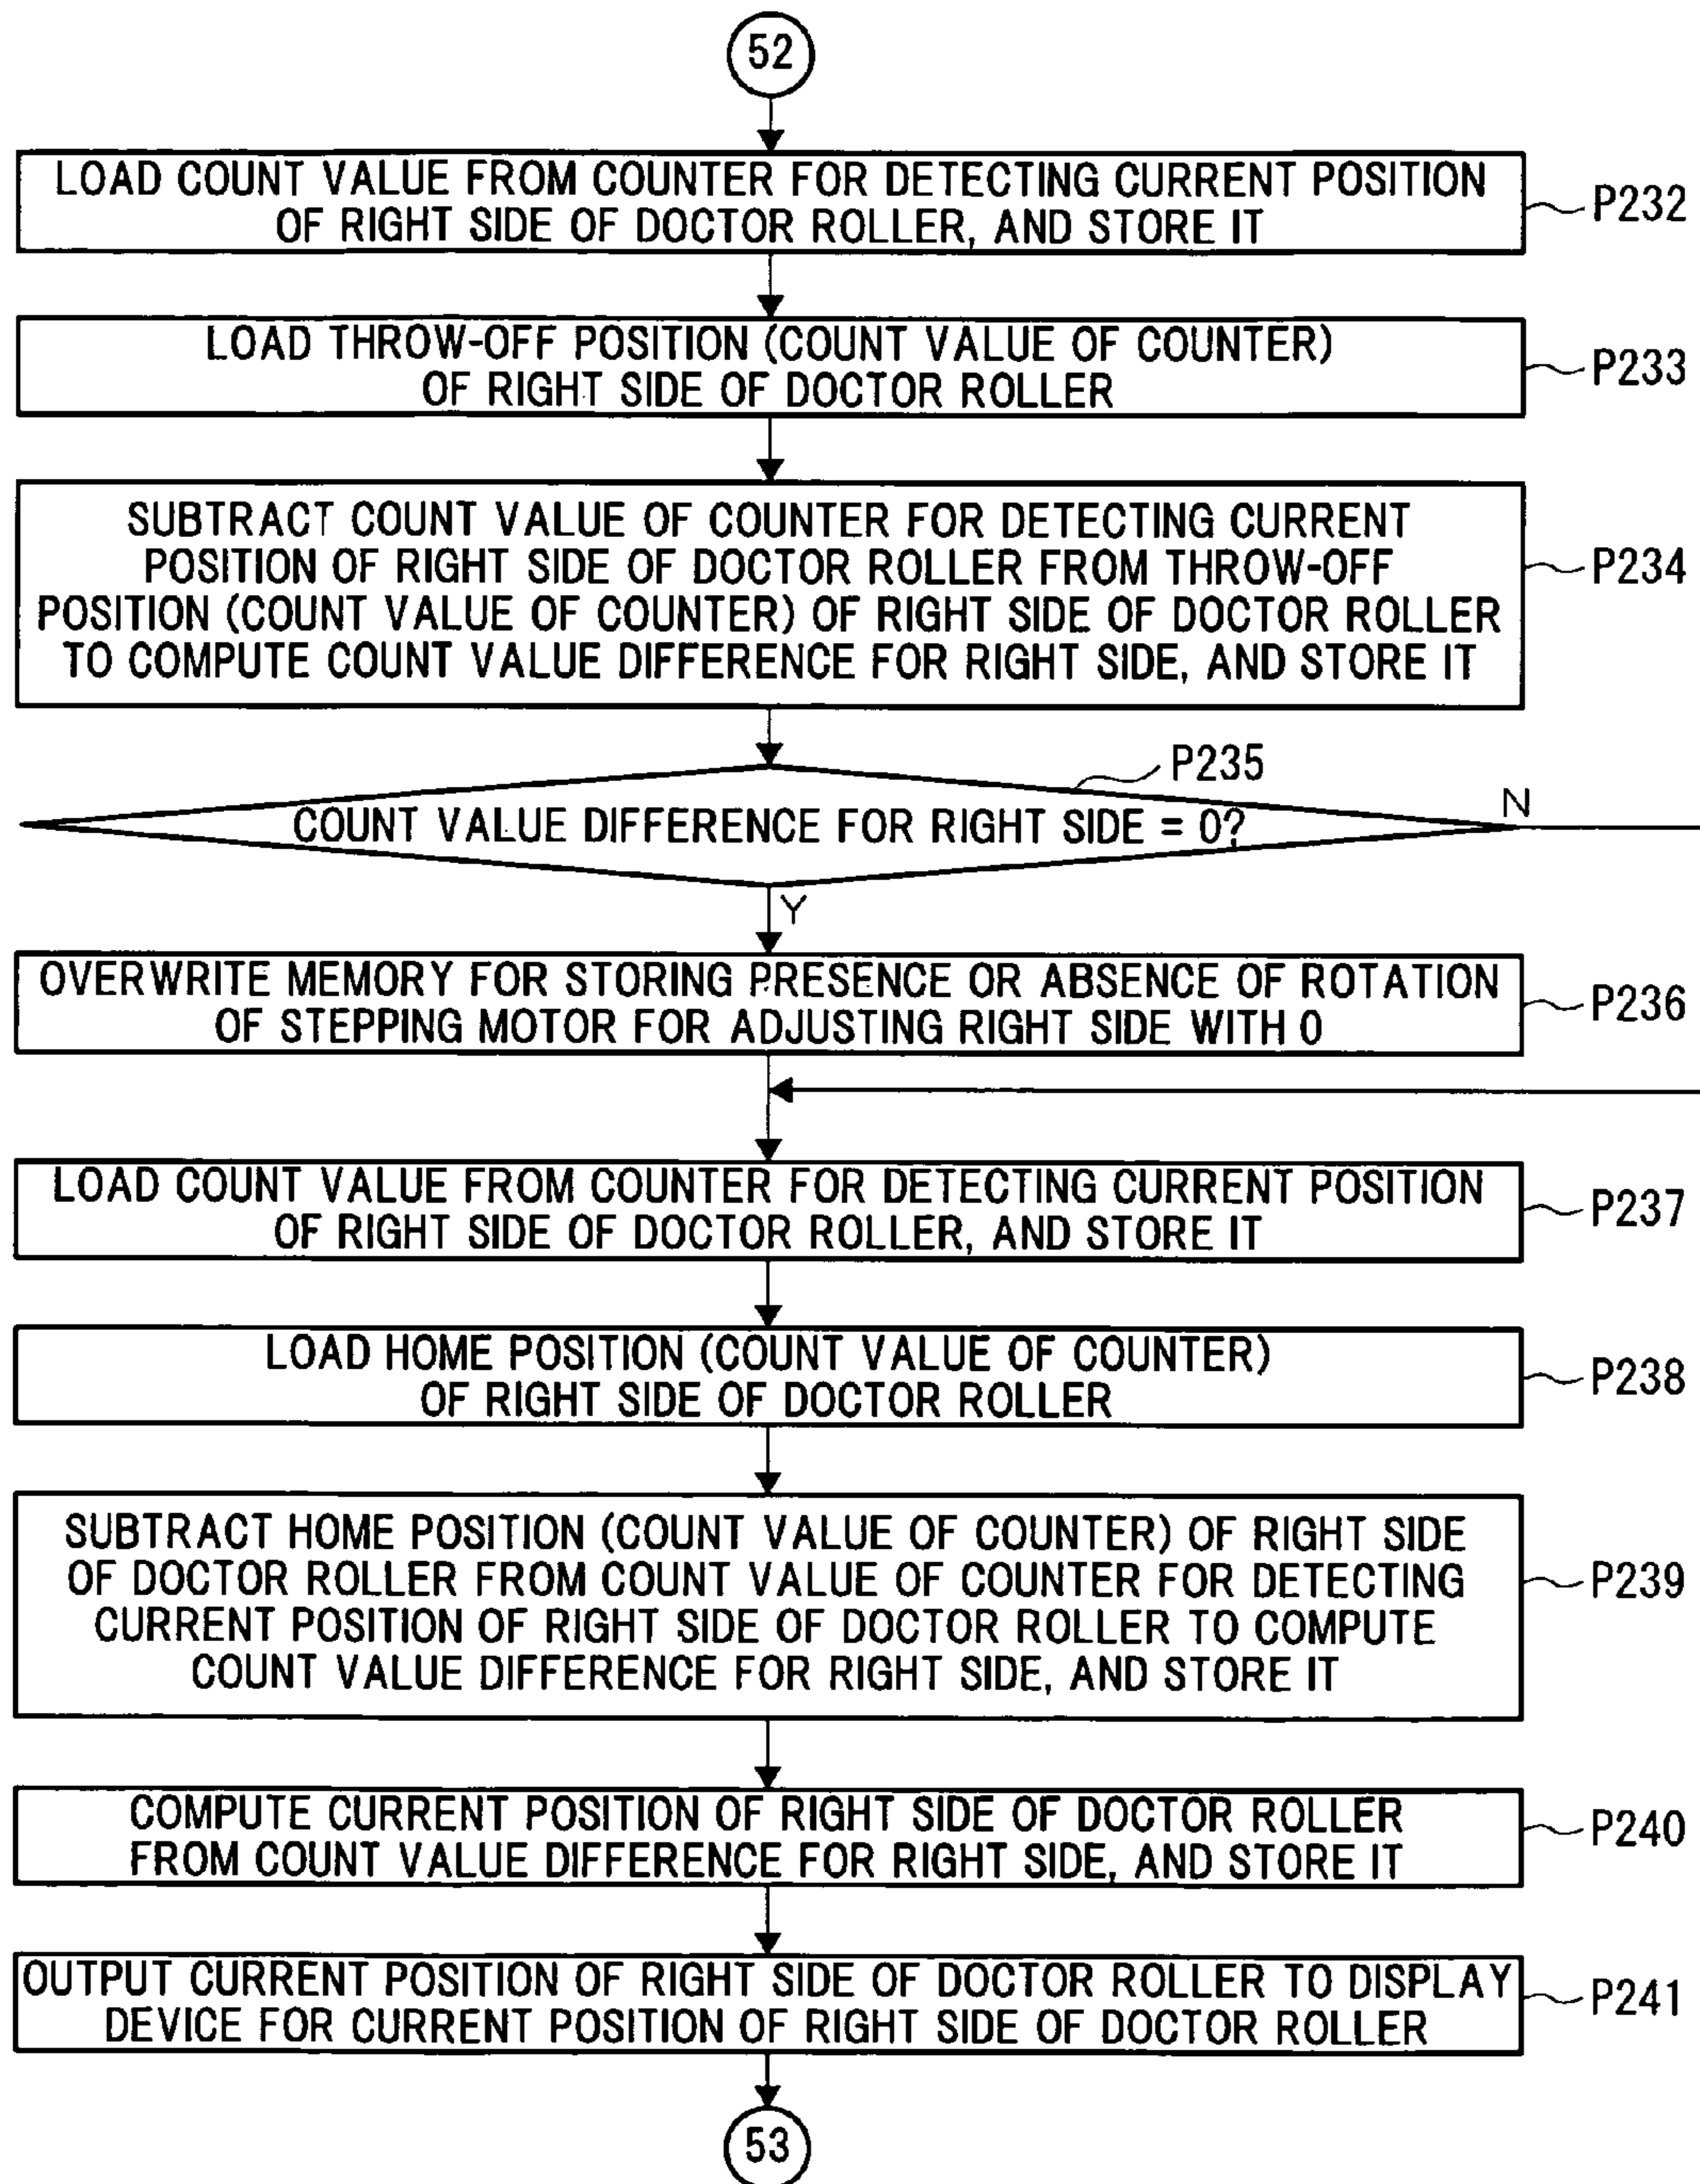 52
LOAD COUNT VALUE FROM COUNTER FOR DETECTING CURRENT POSITION
OF RIGHT SIDE OF DOCTOR ROLLER, AND STORE IT
P232
LOAD THROW-OFF POSITION (COUNT VALUE OF COUNTER)
OF RIGHT SIDE OF DOCTOR ROLLER
P233
SUBTRACT COUNT VALUE OF COUNTER FOR DETECTING CURRENT
POSITION OF RIGHT SIDE OF DOCTOR ROLLER FROM THROW-OFF
POSITION (COUNT VALUE OF COUNTER) OF RIGHT SIDE OF DOCTOR ROLLER
TO COMPUTE COUNT VALUE DIFFERENCE FOR RIGHT SIDE, AND STORE IT
P234
P235
COUNT VALUE DIFFERENCE FOR RIGHT SIDE = 0?
N
Y
OVERWRITE MEMORY FOR STORING PRESENCE OR ABSENCE OF ROTATION
OF STEPPING MOTOR FOR ADJUSTING RIGHT SIDE WITH 0
P236
LOAD COUNT VALUE FROM COUNTER FOR DETECTING CURRENT POSITION
OF RIGHT SIDE OF DOCTOR ROLLER, AND STORE IT
P237
LOAD HOME POSITION (COUNT VALUE OF COUNTER)
OF RIGHT SIDE OF DOCTOR ROLLER
P238
SUBTRACT HOME POSITION (COUNT VALUE OF COUNTER) OF RIGHT SIDE
OF DOCTOR ROLLER FROM COUNT VALUE OF COUNTER FOR DETECTING
CURRENT POSITION OF RIGHT SIDE OF DOCTOR ROLLER TO COMPUTE
COUNT VALUE DIFFERENCE FOR RIGHT SIDE, AND STORE IT
P239
COMPUTE CURRENT POSITION OF RIGHT SIDE OF DOCTOR ROLLER
FROM COUNT VALUE DIFFERENCE FOR RIGHT SIDE, AND STORE IT
P240
OUTPUT CURRENT POSITION OF RIGHT SIDE OF DOCTOR ROLLER TO DISPLAY
DEVICE FOR CURRENT POSITION OF RIGHT SIDE OF DOCTOR ROLLER
P241
53